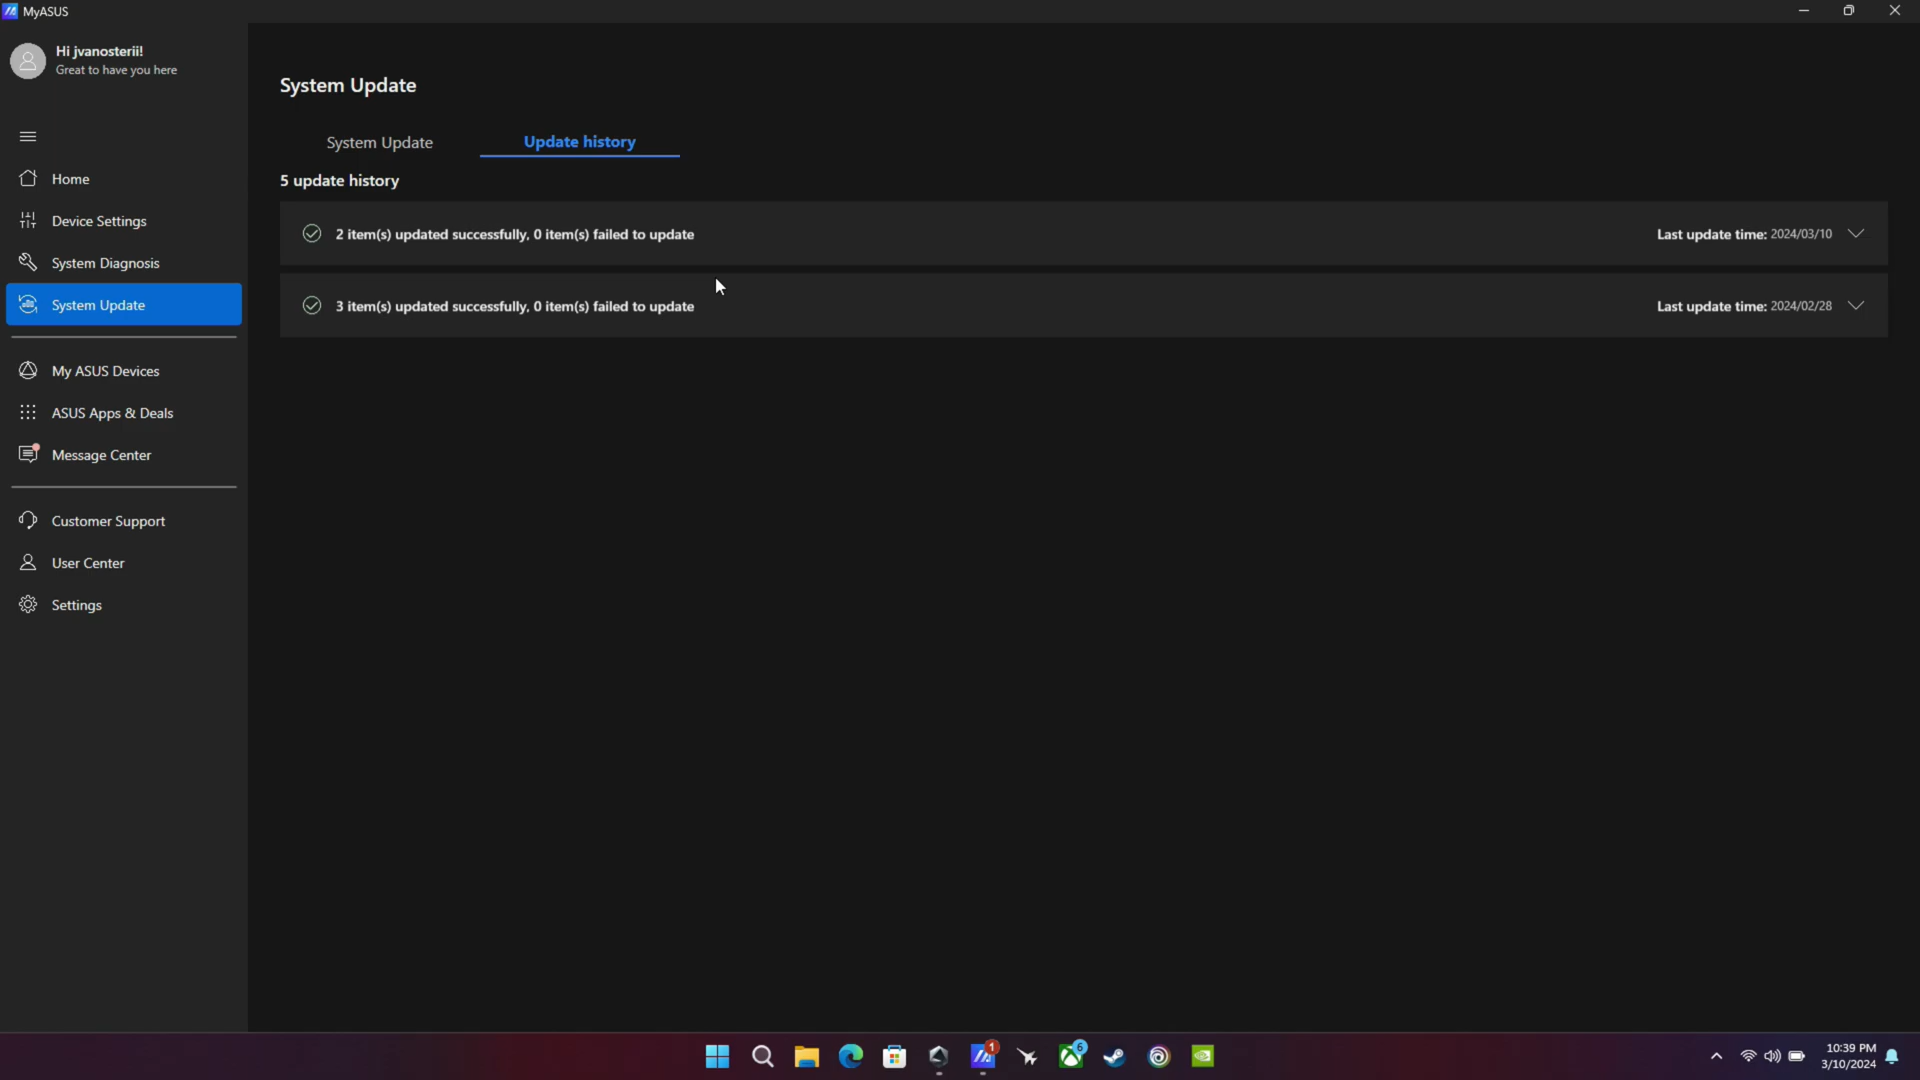 MyASUS
Hi jvanosterii!
Great to have you here
Home
Device Settings
System Diagnosis
System Update
My ASUS Devices
ASUS Apps & Deals
Message Center
Customer Support
User Center
Settings
System Update
System Update
Update history
5 update history
2 item(s) updated successfully, 0 item(s) failed to update
Last update time: 2024/03/10
3 item(s) updated successfully, 0 item(s) failed to update
Last update time: 2024/02/28
1
6
10:39 PM
3/10/2024